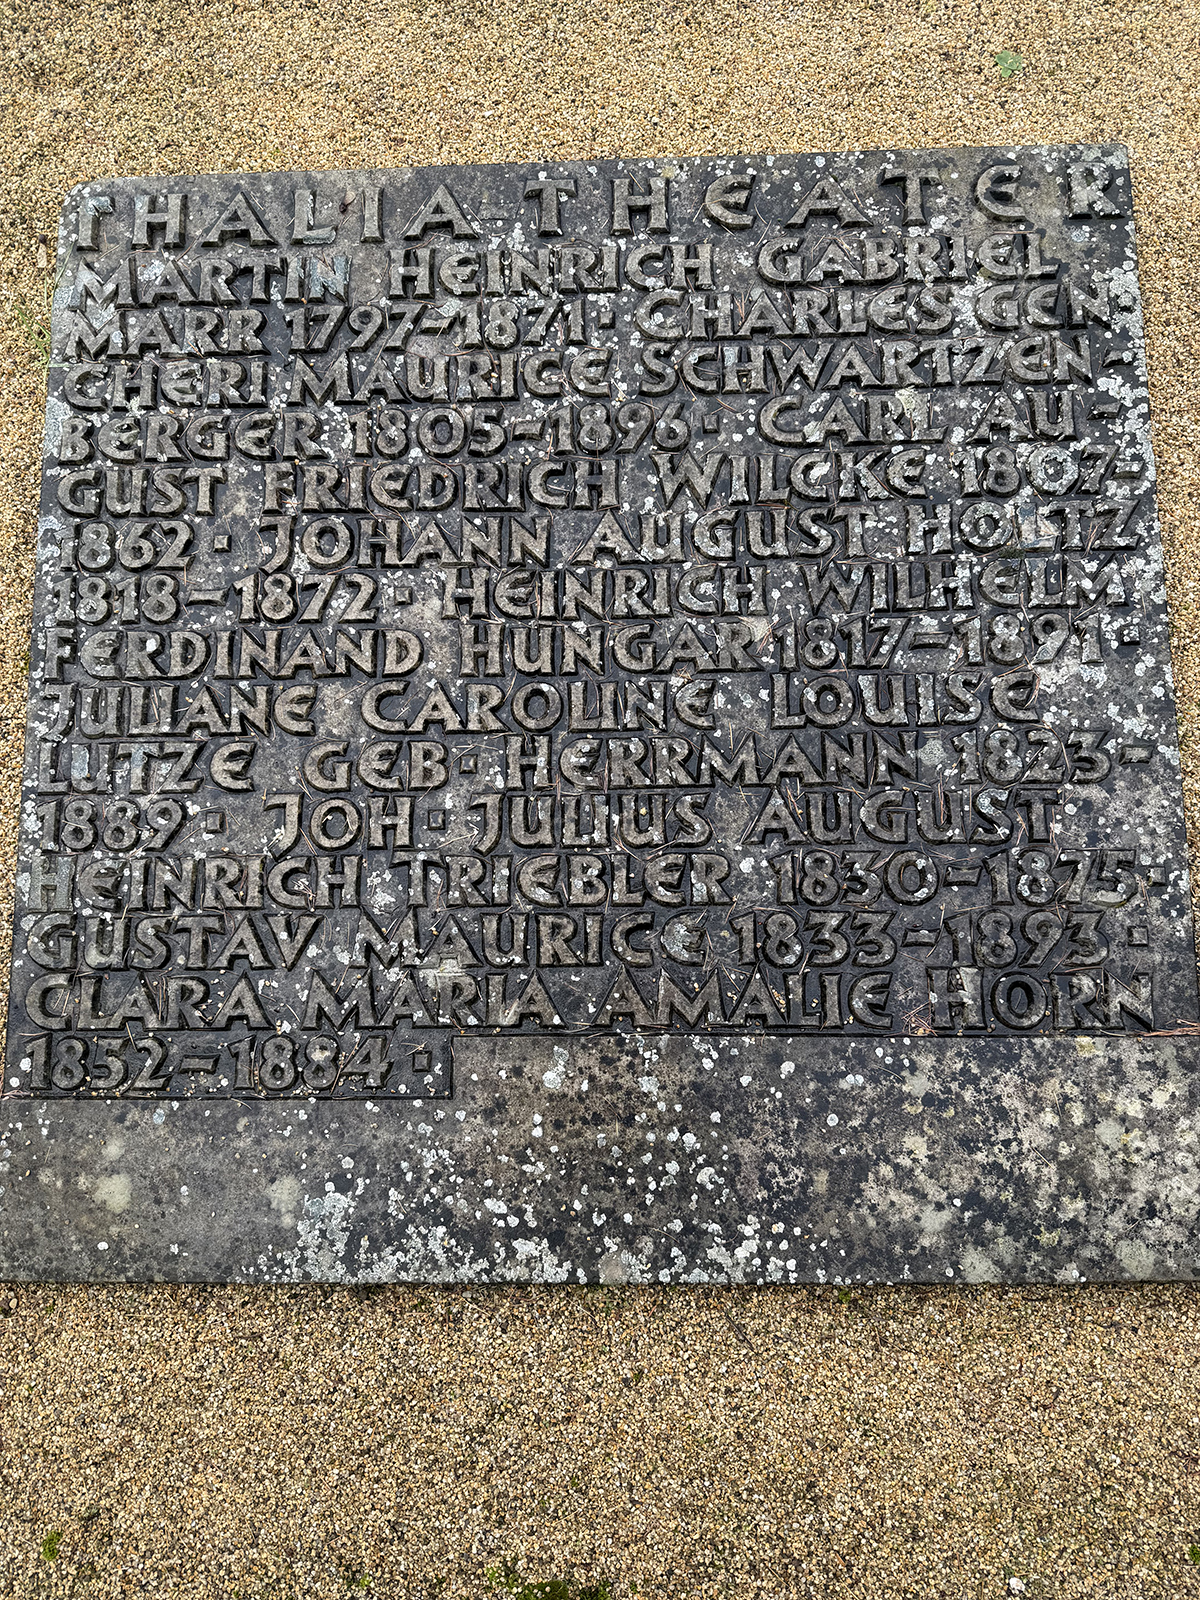 THALIA-THEATER
MARTIN HEINRICH GABRIEL
MARR 1797-1871· CHARLES GEN·
CHERI MAURICE SCHWARTZEN-
BERGER 1805-1896· CARL AU-
GUST FRIEDRICH WILCKE 1807-
1862· JOHANN AUGUST HOLTZ
1818-1872· HEINRICH WILHELM
FERDINAND HUNGAR 1817-1891·
JULIANE CAROLINE LOUISE
LUTZE GEB· HERRMANN 1823-
1889· JOH· JULIUS AUGUST
HEINRICH TRIEBLER 1830-1875·
GUSTAV MAURICE 1833-1893·
CLARA MARIA AMALIE HORN
1852-1884·